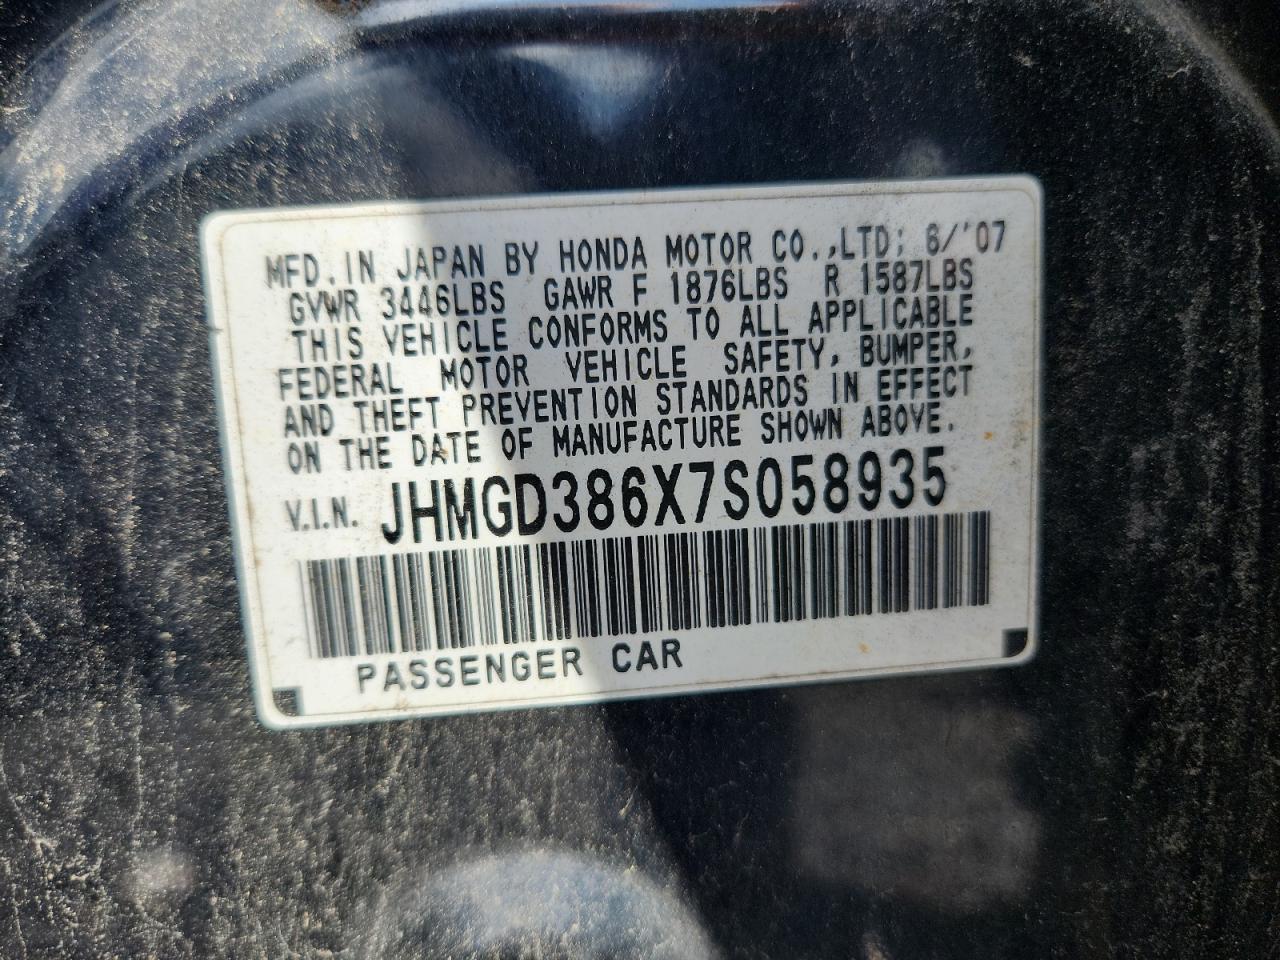 MFD. IN JAPAN BY HONDA MOTOR CO.,LTD; 6/'07
GVWR 3446LBS GAWR F 1876LBS R 1587LBS
THIS VEHICLE CONFORMS TO ALL APPLICABLE
FEDERAL MOTOR VEHICLE SAFETY, BUMPER,
AND THEFT PREVENTION STANDARDS IN EFFECT
ON THE DATE OF MANUFACTURE SHOWN ABOVE.
V.I.N. JHMGD386X7S058935
PASSENGER CAR